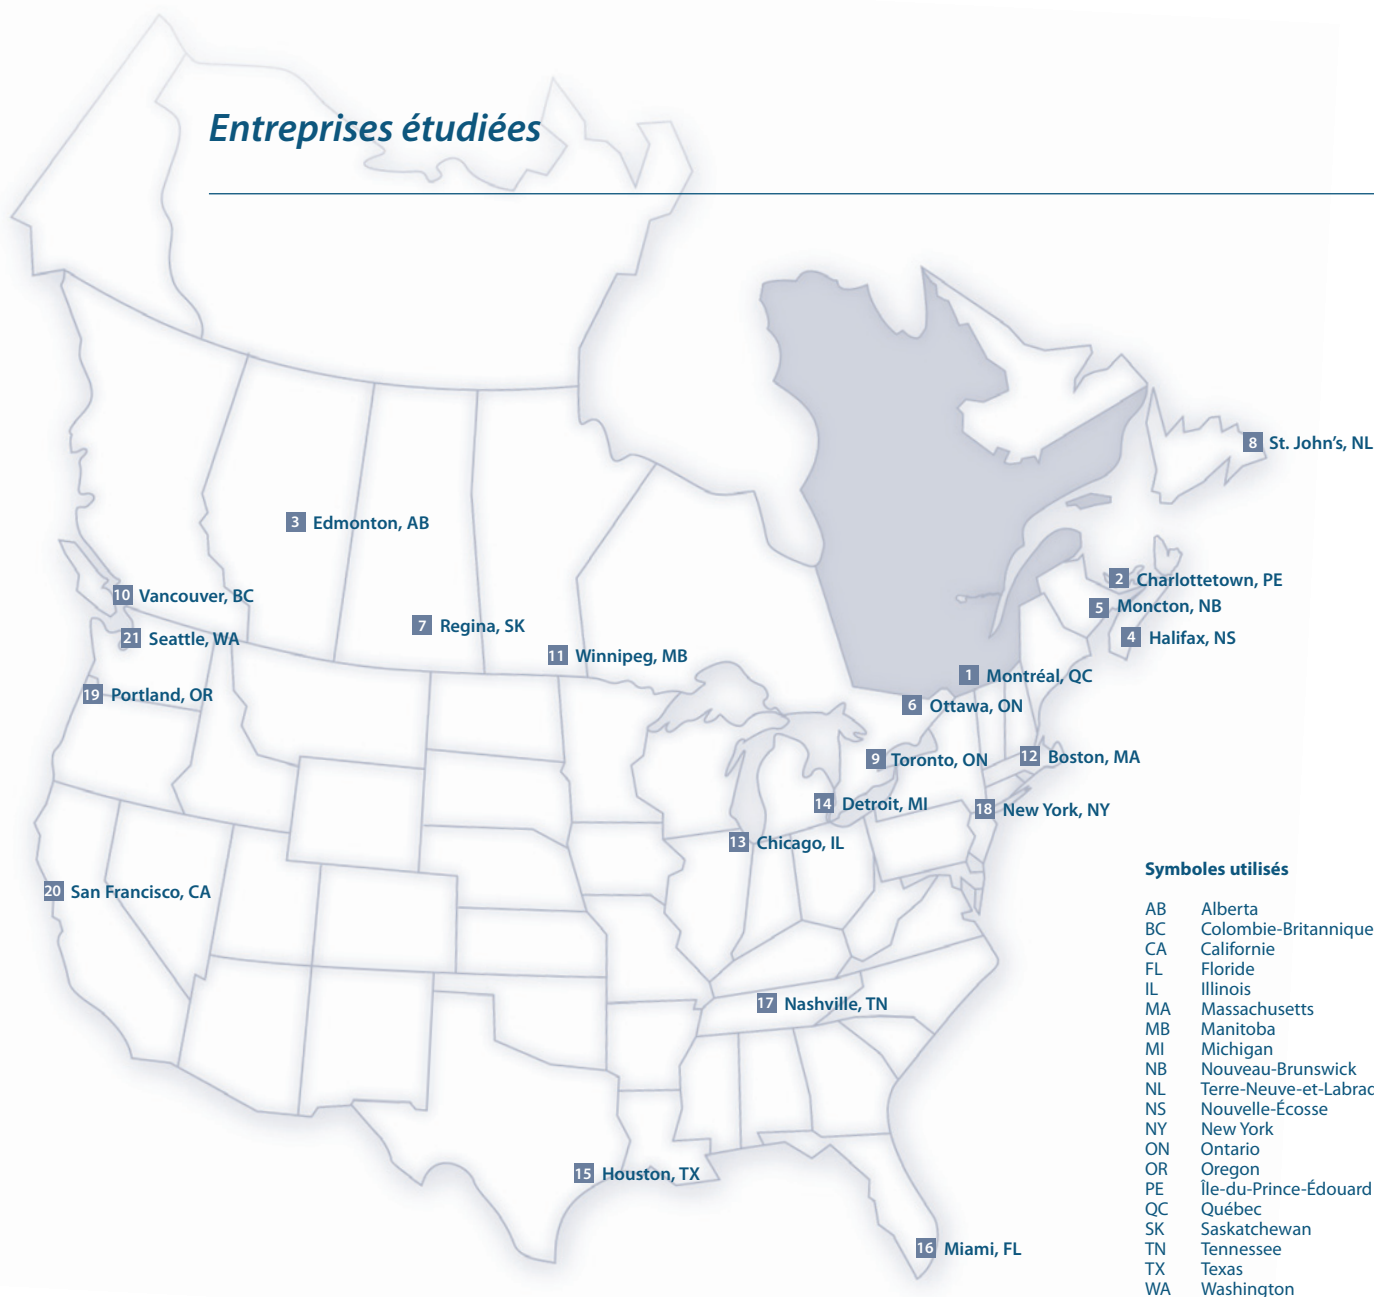 Entreprises étudiées
8 St. John's, NL
3 Edmonton, AB
2 Charlottetown, PE
10 Vancouver, BC
5 Moncton, NB
7 Regina, SK
21 Seattle, WA
4 Halifax, NS
11 Winnipeg, MB
1 Montréal, QC
19 Portland, OR
6 Ottawa, ON
12 Boston, MA
9 Toronto, ON
14 Detroit, MI
18 New York, NY
13 Chicago, IL
20 San Francisco, CA
17 Nashville, TN
15 Houston, TX
16 Miami, FL
Symboles utilisés
AB Alberta
BC Colombie-Britannique
CA Californie
FL Floride
IL Illinois
MA Massachusetts
MB Manitoba
MI Michigan
NB Nouveau-Brunswick
NL Terre-Neuve-et-Labrac
NS Nouvelle-Écosse
NY New York
ON Ontario
OR Oregon
PE Île-du-Prince-Édouard
QC Québec
SK Saskatchewan
TN Tennessee
TX Texas
WA Washington